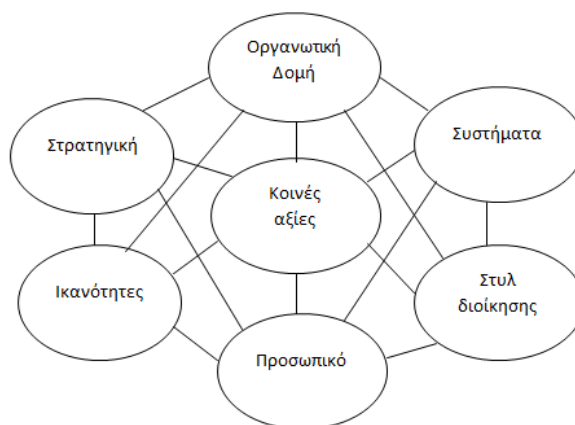 Οργανωτική
Δομή
Στρατηγική
Συστήματα
Κοινές
αξίες
Ικανότητες
Στυλ
διοίκησης
Προσωπικό